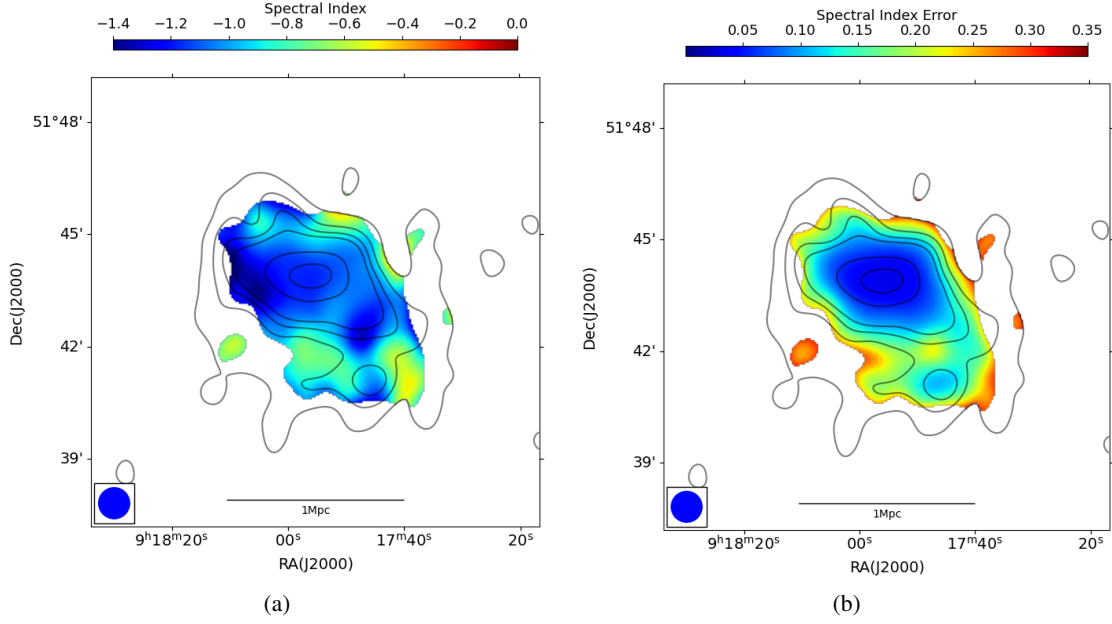 Spectral Index
−1.4 −1.2 −1.0 −0.8 −0.6 −0.4 −0.2 0.0
51°48'
45'
42'
39'
Dec(J2000)
1Mpc
9ʰ18ᵐ20ˢ 00ˢ 17ᵐ40ˢ 20ˢ
RA(J2000)
(a)
Spectral Index Error
0.05 0.10 0.15 0.20 0.25 0.30 0.35
51°48'
45'
42'
39'
Dec(J2000)
1Mpc
9ʰ18ᵐ20ˢ 00ˢ 17ᵐ40ˢ 20ˢ
RA(J2000)
(b)